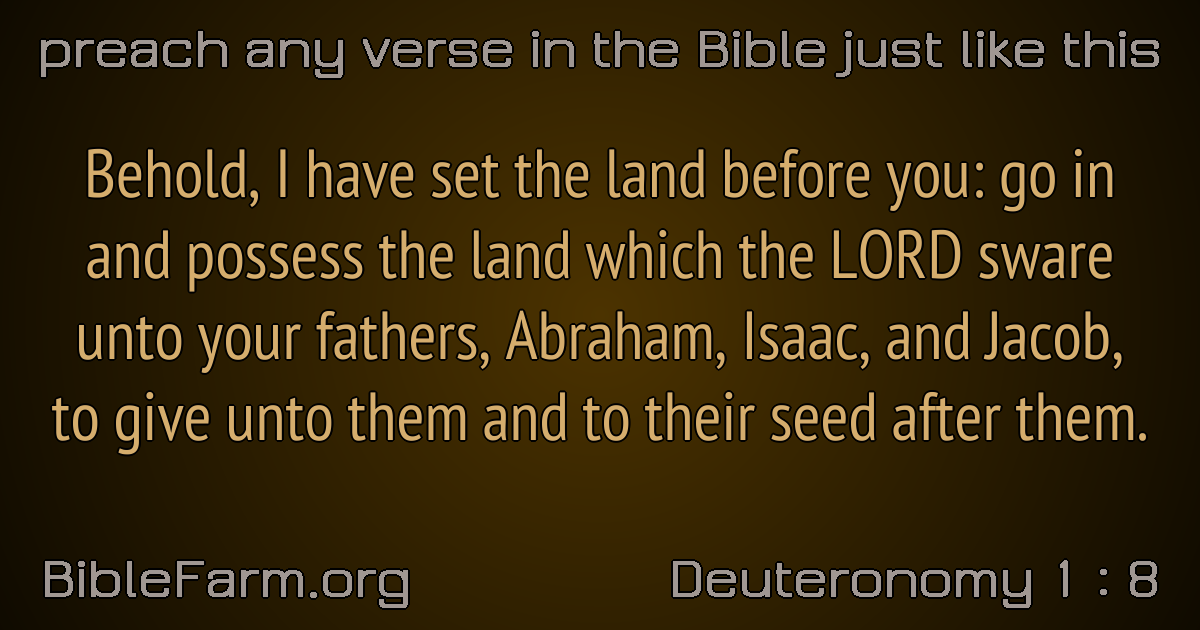 preach any verse in the Bible just like this
Behold, I have set the land before you: go in
and possess the land which the LORD sware
unto your fathers, Abraham, Isaac, and Jacob,
to give unto them and to their seed after them.
BibleFarm.org
Deuteronomy 1 : 8